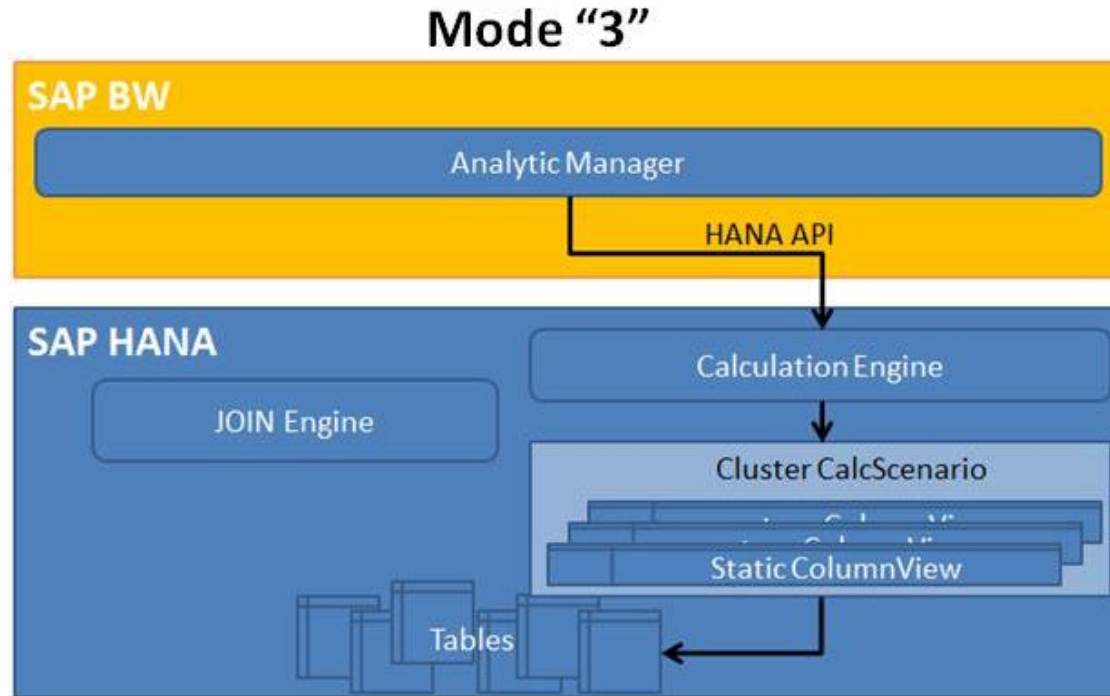 Mode “3”
SAP BW
Analytic Manager
HANA API
SAP HANA
Calculation Engine
JOIN Engine
Cluster CalcScenario
Static ColumnView
Tables